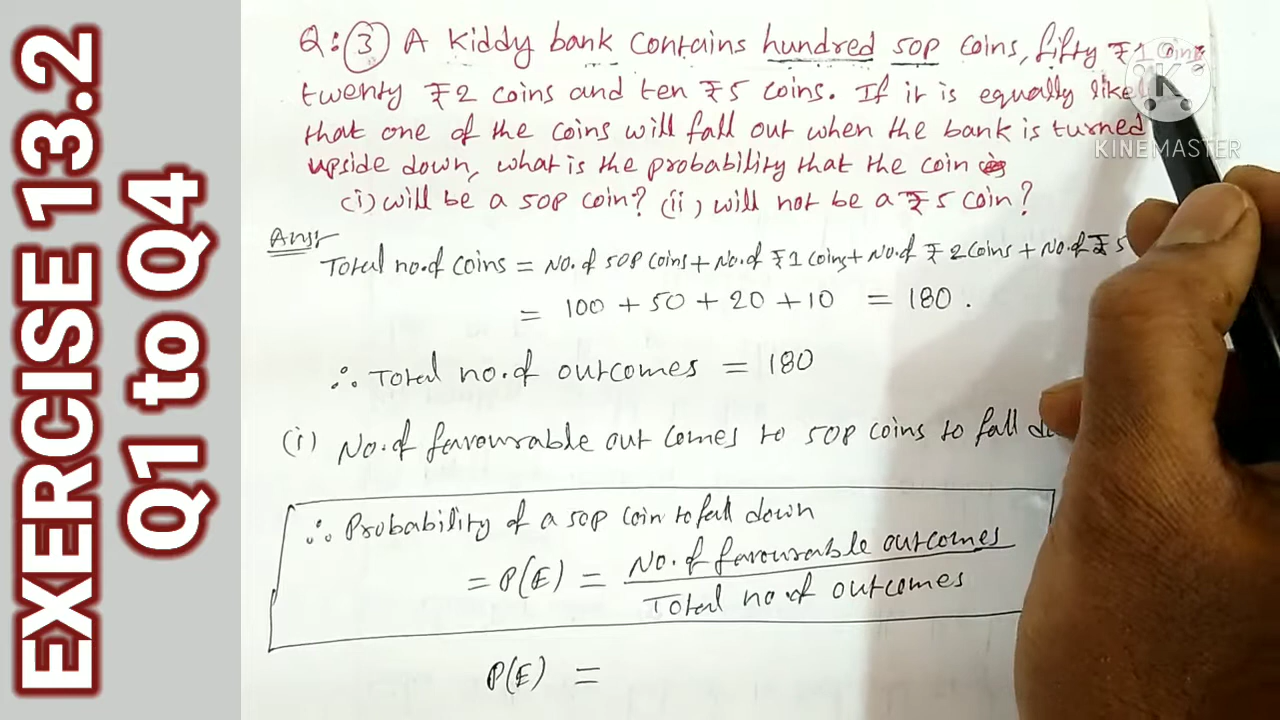 EXERCISE 13.2
Q1 to Q4
Q: (3) A Kiddy bank contains hundred 50P coins, fifty ₹1 coins
twenty ₹2 coins and ten ₹5 coins. If it is equally likel
that one of the coins will fall out when the bank is turned
upside down, what is the probability that the coin
(i) will be a 50P coin? (ii) will not be a ₹5 coin?
Ans:
Total no.of coins = No. of 50P coins + No.of ₹1 coins + No.of ₹2 coins + No.of ₹5
= 100 + 50 + 20 + 10 = 180.
∴ Total no.of outcomes = 180
(i) No.of favourable out comes to 50P coins to fall d
∴ Probability of a 50P coin to fall down
= P(E) = No. of favourable outcomes
Total no of outcomes
P(E) =
K
KINEMASTER